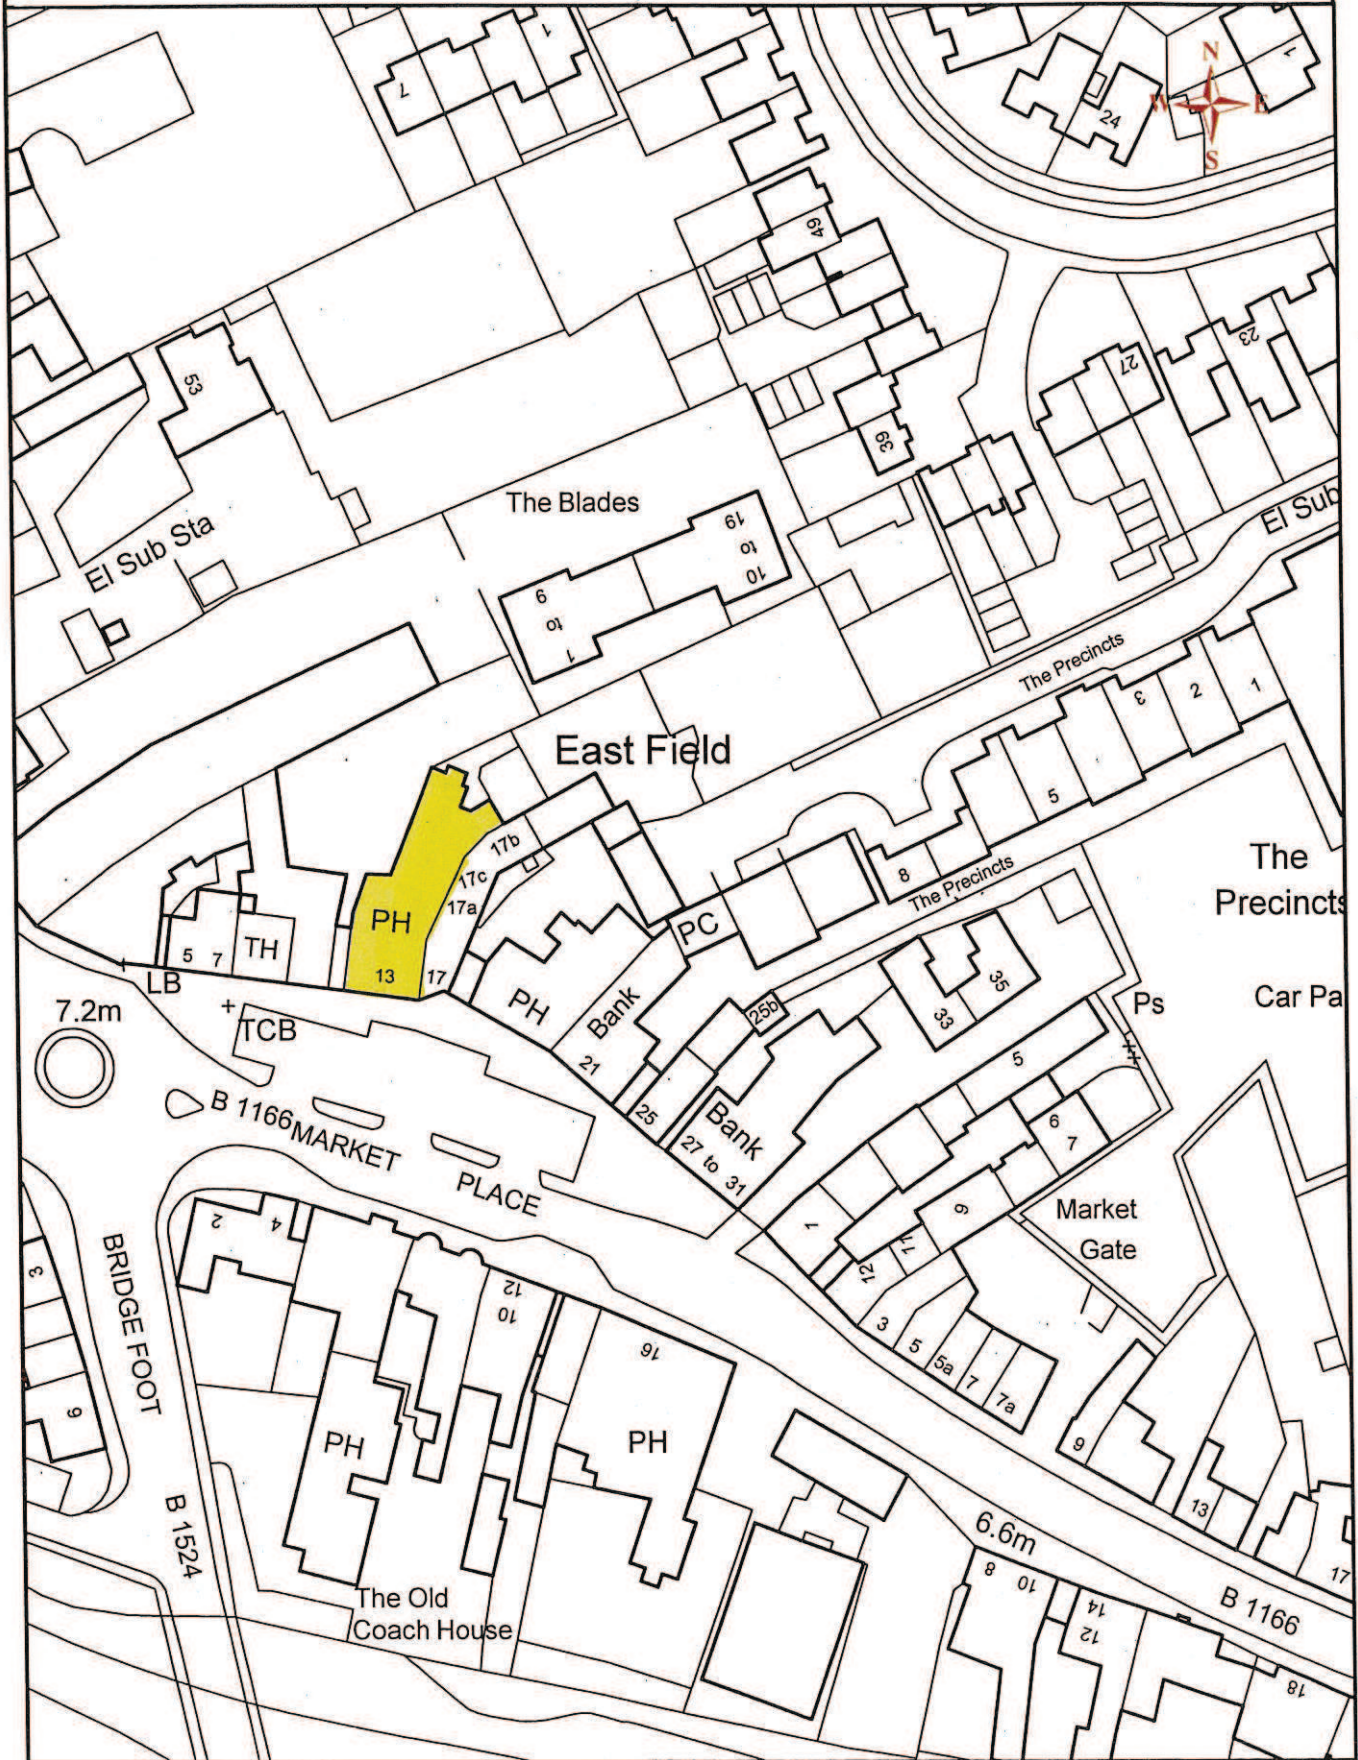 1
7
N
W E
S
24
1
49
53
23
27
39
The Blades
El Sub Sta
El Sub
10 to 19
1 to 9
The Precincts
1
2
3
5
8
East Field
The Precincts
The
Precincts
Car Pa
17b
17c
17a
PH
13
17
5 7
TH
LB
7.2m
TCB
PH
Bank
21
PC
25b
25
Bank
27 to 31
33
35
Ps
5
6
7
9
1
11
12
Market
Gate
B 1166
MARKET
PLACE
BRIDGE FOOT
3
9
2
4
10
12
16
PH
PH
3
5
5a
7
7a
9
13
17
6.6m
B 1166
B 1524
The Old
Coach House
8 10
12
14
18